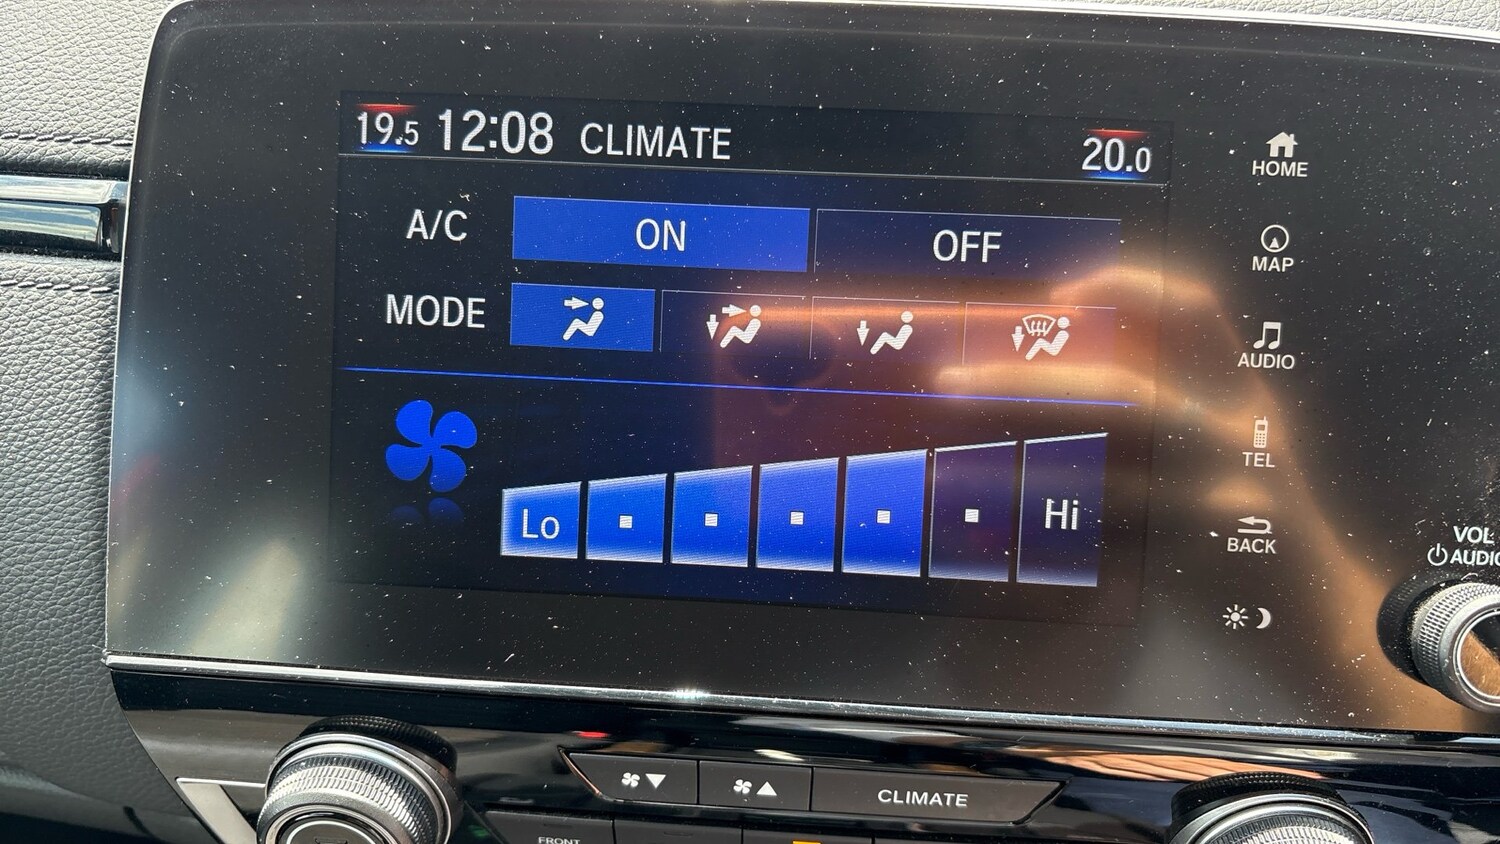 19.5 12:08 CLIMATE 20.0
A/C ON OFF
MODE
Lo Hi
HOME
MAP
AUDIO
TEL
BACK
VOL
AUDIO
CLIMATE
FRONT